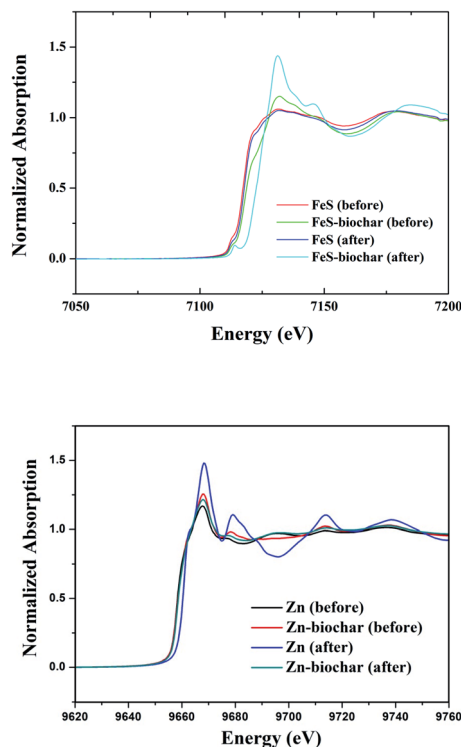 1.5
1.0
0.5
0.0
Normalized Absorption
FeS (before)
FeS-biochar (before)
FeS (after)
FeS-biochar (after)
7050
7100
7150
7200
Energy (eV)
1.5
1.0
0.5
0.0
Normalized Absorption
Zn (before)
Zn-biochar (before)
Zn (after)
Zn-biochar (after)
9620
9640
9660
9680
9700
9720
9740
9760
Energy (eV)